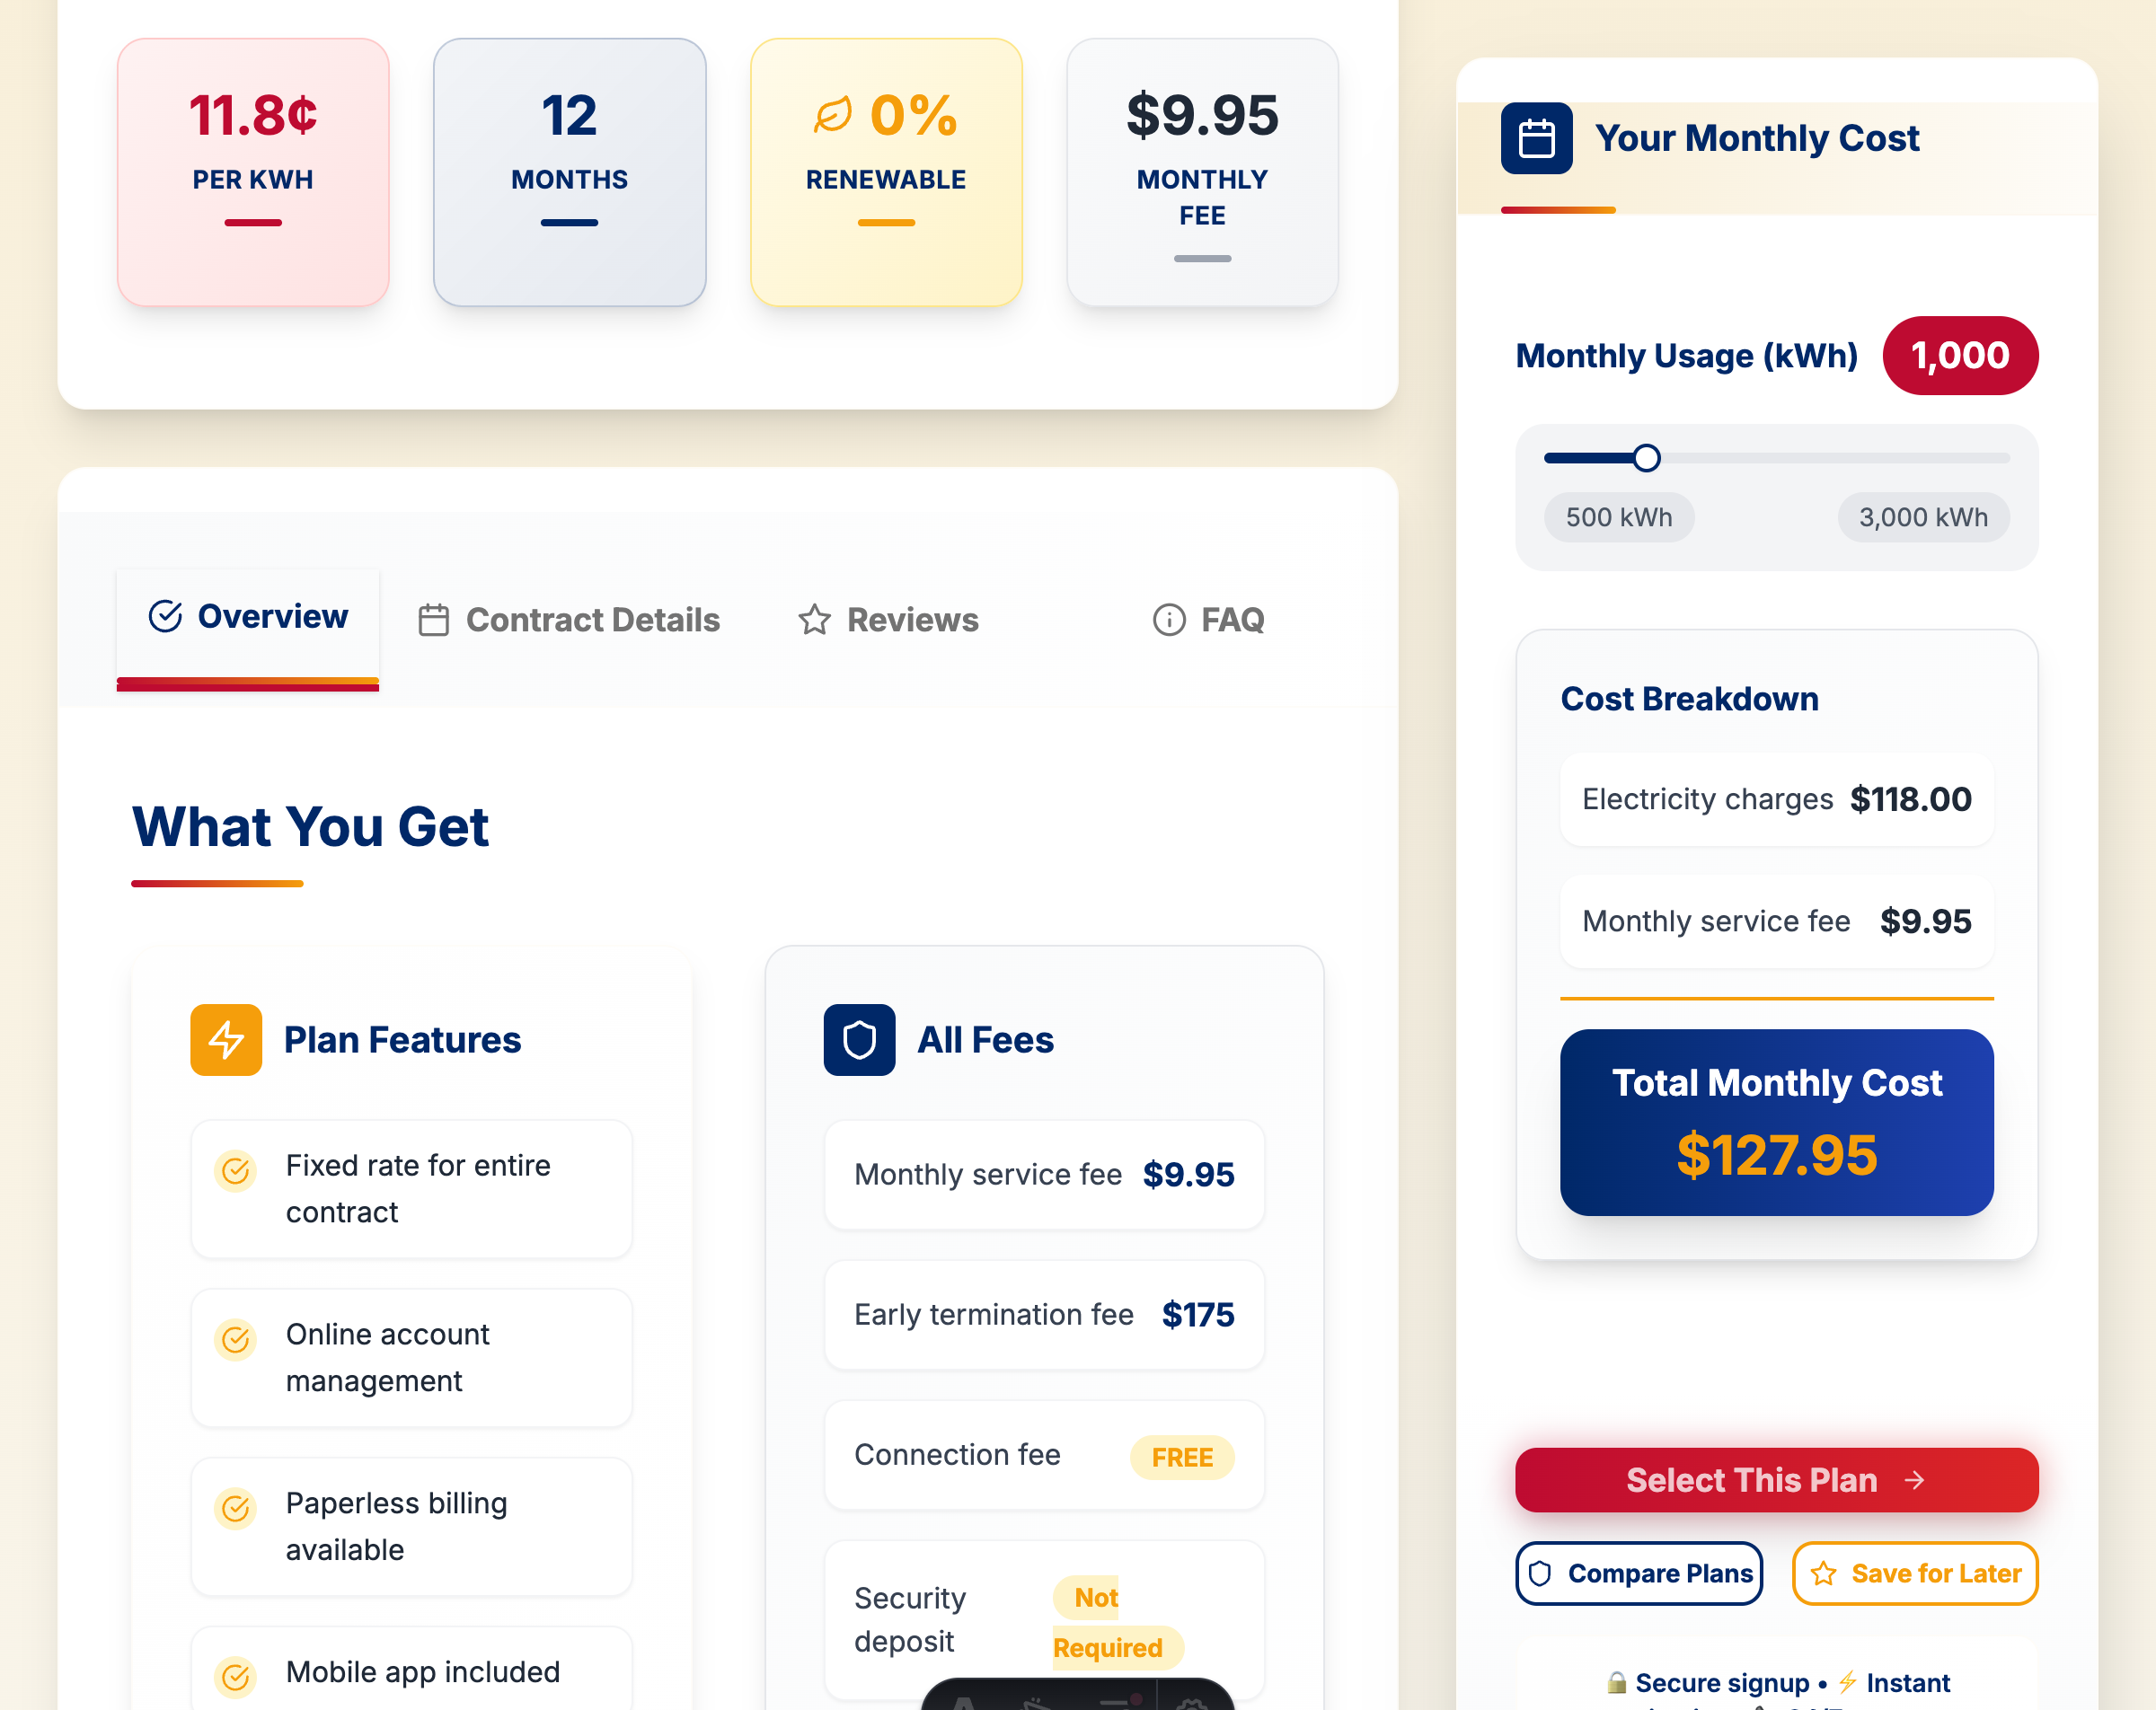 11.8¢
PER KWH
12
MONTHS
0%
RENEWABLE
$9.95
MONTHLY
FEE
Overview
Contract Details
Reviews
FAQ
What You Get
Plan Features
Fixed rate for entire
contract
Online account
management
Paperless billing
available
Mobile app included
All Fees
Monthly service fee $9.95
Early termination fee $175
Connection fee FREE
Security
deposit
Not
Required
Your Monthly Cost
Monthly Usage (kWh) 1,000
500 kWh
3,000 kWh
Cost Breakdown
Electricity charges $118.00
Monthly service fee $9.95
Total Monthly Cost
$127.95
Select This Plan →
Compare Plans
Save for Later
🔒 Secure signup • ⚡ Instant